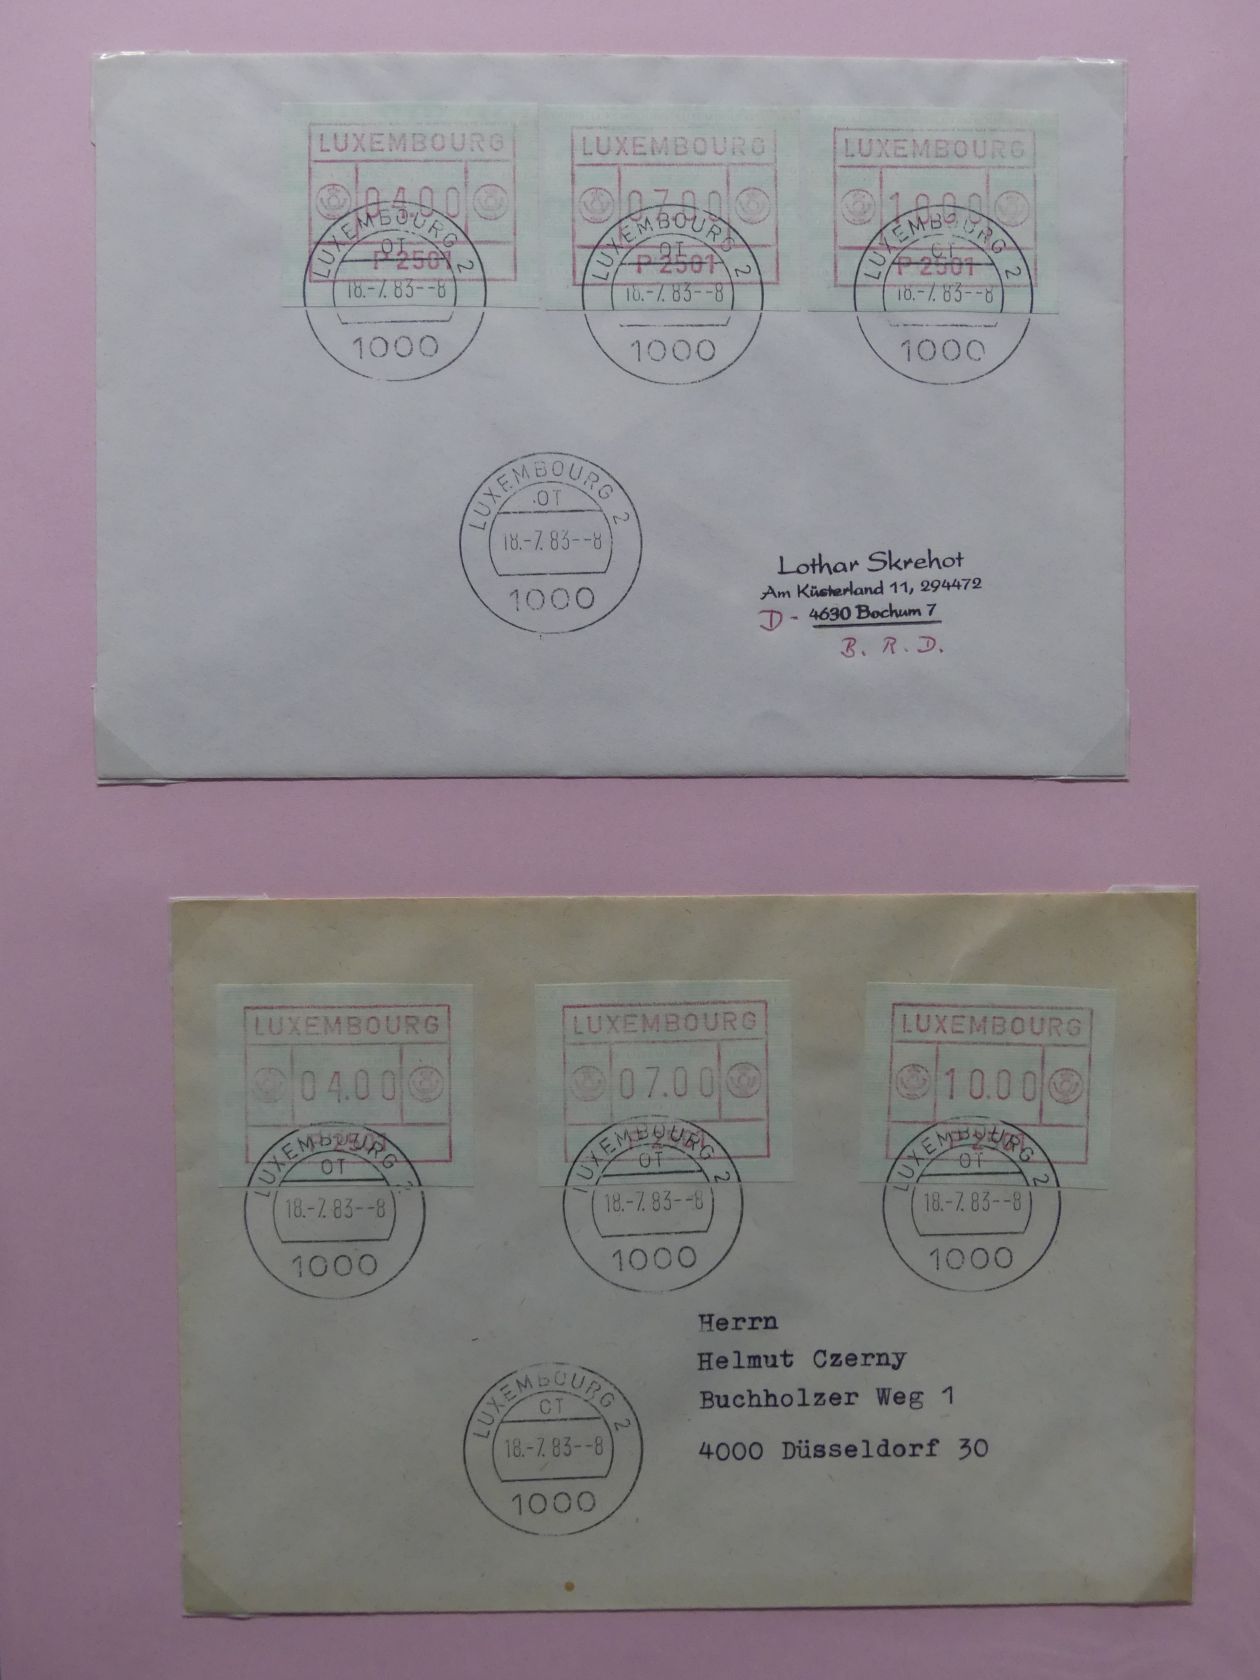 LUXEMBOURG LUXEMBOURG LUXEMBOURG
04.00 07.00 10.00
P 2501 P 2501 P 2501
LUXEMBOURG 2 LUXEMBOURG 2 LUXEMBOURG 2
OT OT OT
18.-7.83--8 18.-7.83--8 18.-7.83--8
1000 1000 1000
LUXEMBOURG 2
OT
18.-7.83--8
1000
Lothar Skrehot
Am Küsterland 11, 294472
D - 4630 Bochum 7
B. R. D.
LUXEMBOURG LUXEMBOURG LUXEMBOURG
04.00 07.00 10.00
LUXEMBOURG 2 LUXEMBOURG 2 LUXEMBOURG 2
OT OT OT
18.-7.83--8 18.-7.83--8 18.-7.83--8
1000 1000 1000
Herrn
Helmut Czerny
Buchholzer Weg 1
4000 Düsseldorf 30
LUXEMBOURG 2
OT
18.-7.83--8
1000